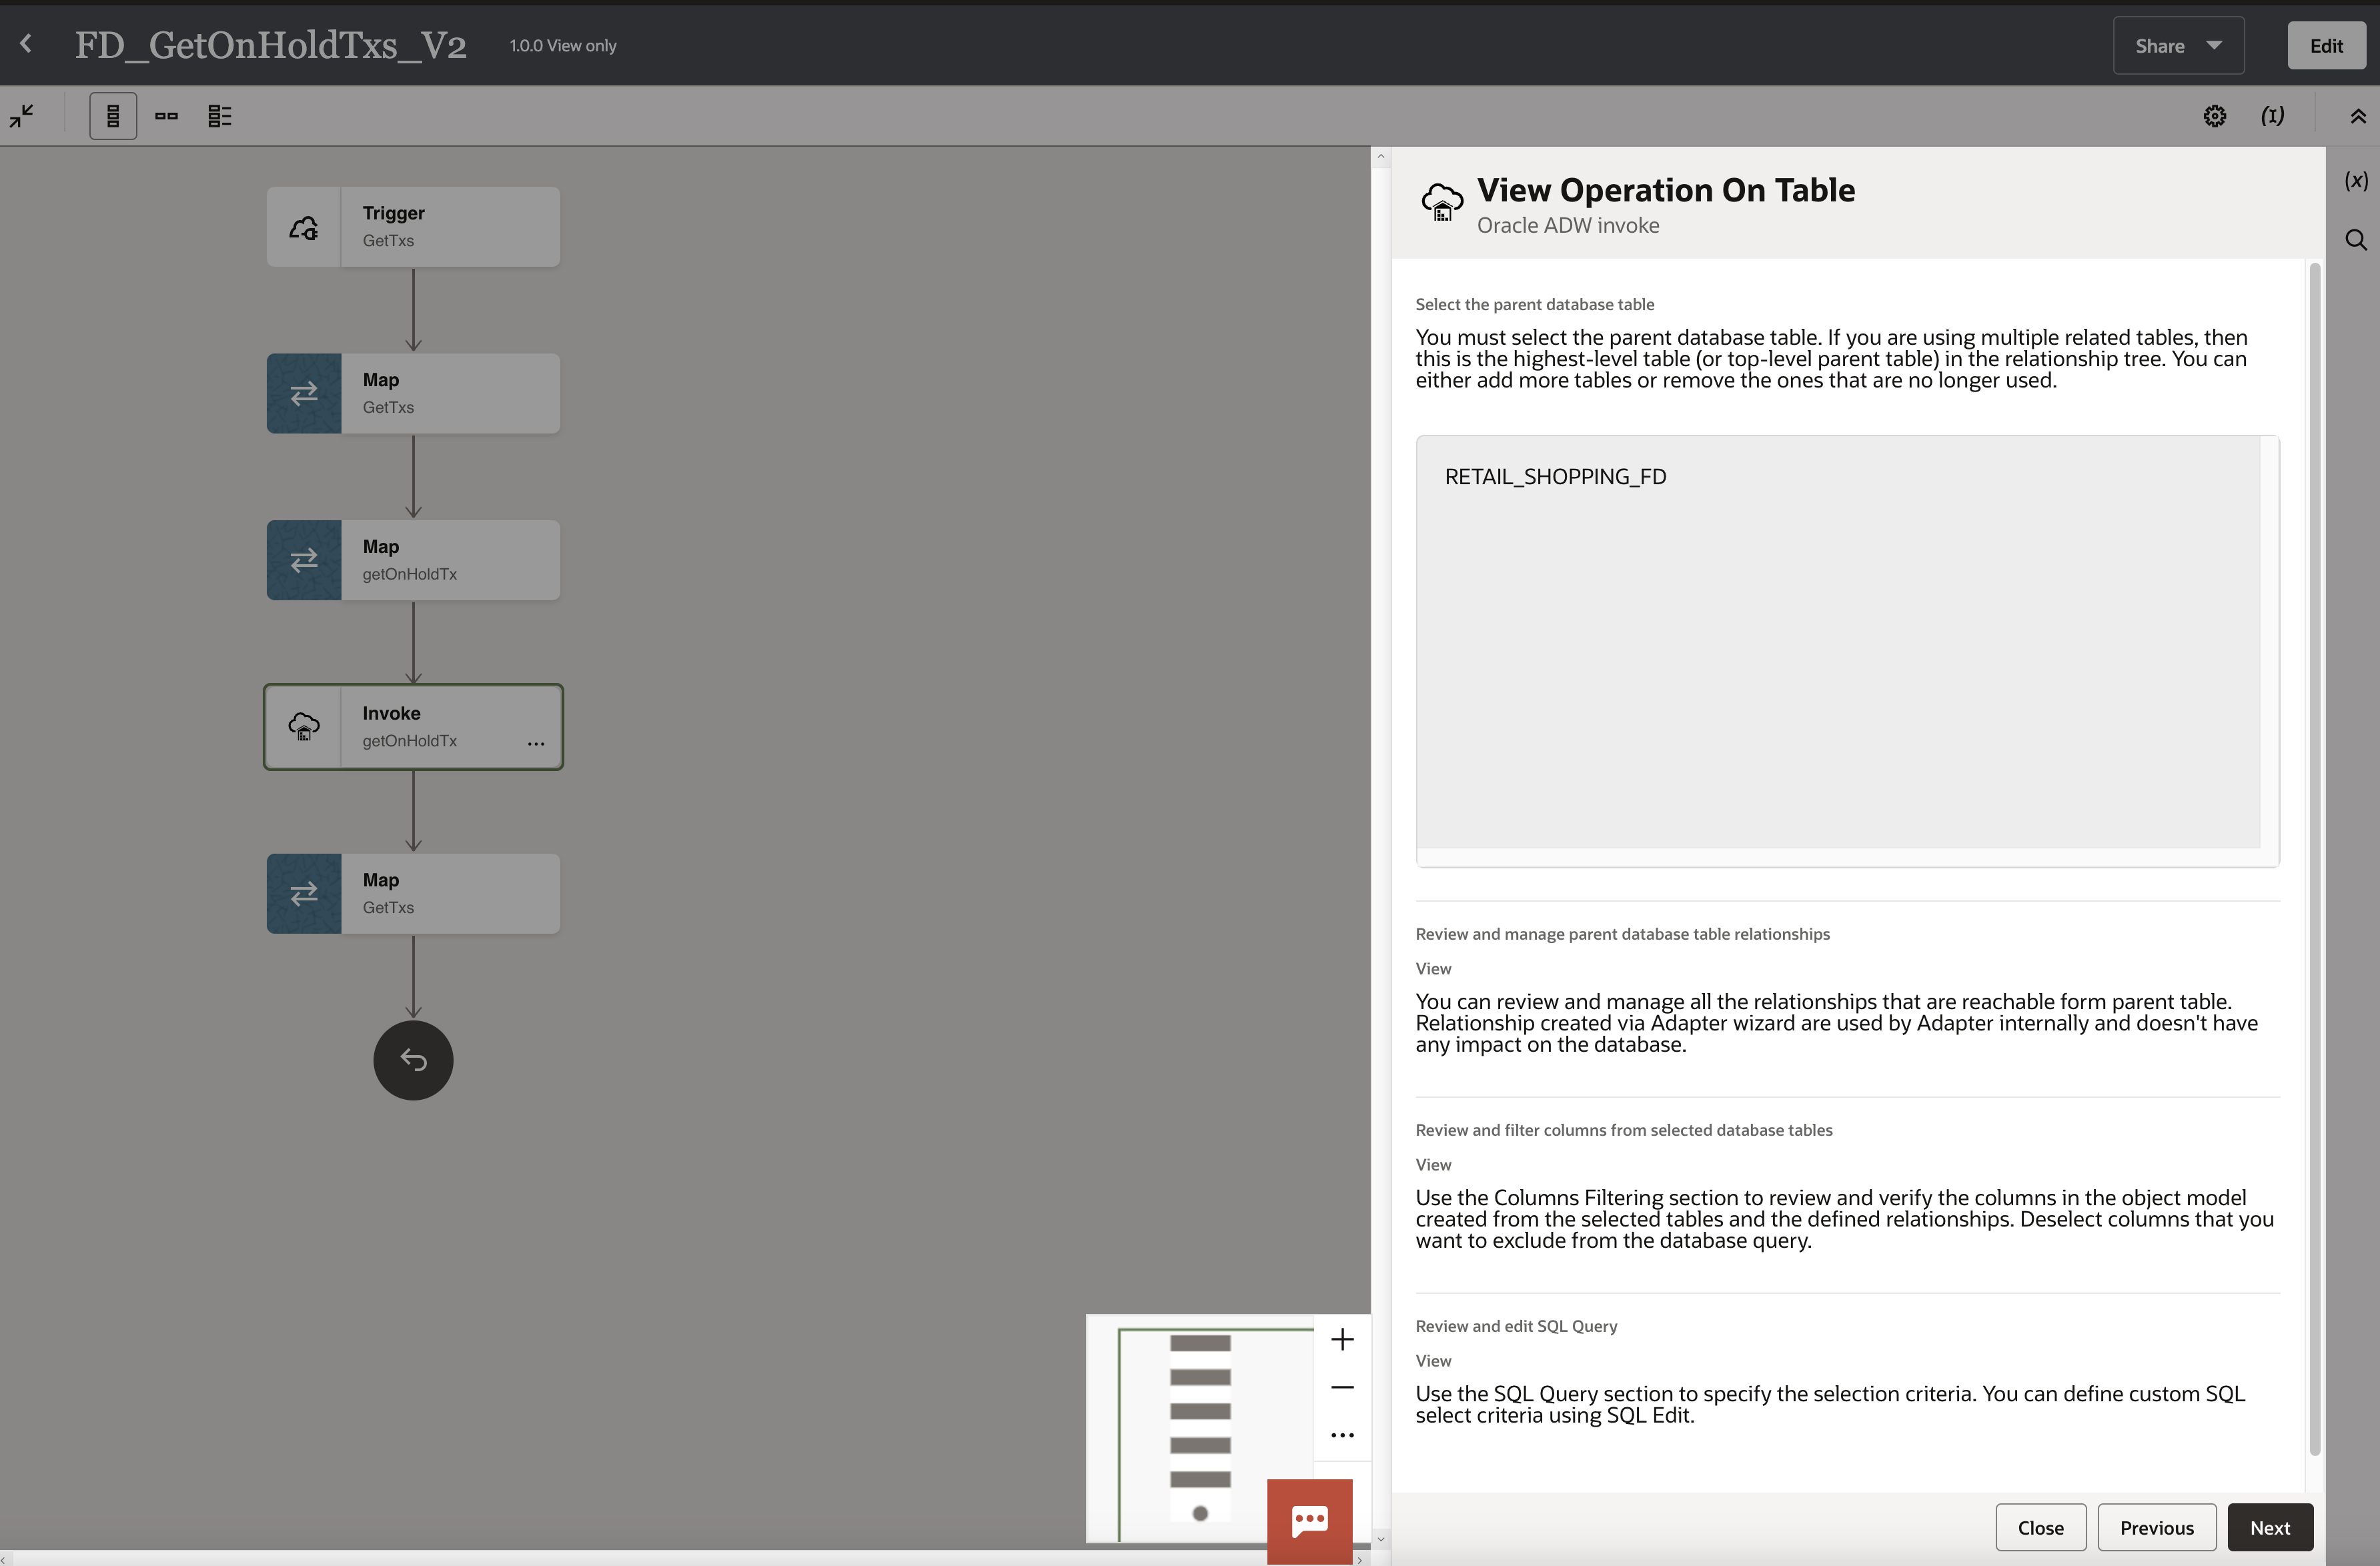 FD_GetOnHoldTxs_V2
1.0.0 View only
Share
Edit
(I)
(x)
Trigger
GetTxs
Map
GetTxs
Map
getOnHoldTx
Invoke
getOnHoldTx
...
Map
GetTxs
View Operation On Table
Oracle ADW invoke
Select the parent database table
You must select the parent database table. If you are using multiple related tables, then
this is the highest-level table (or top-level parent table) in the relationship tree. You can
either add more tables or remove the ones that are no longer used.
RETAIL_SHOPPING_FD
Review and manage parent database table relationships
View
You can review and manage all the relationships that are reachable form parent table.
Relationship created via Adapter wizard are used by Adapter internally and doesn't have
any impact on the database.
Review and filter columns from selected database tables
View
Use the Columns Filtering section to review and verify the columns in the object model
created from the selected tables and the defined relationships. Deselect columns that you
want to exclude from the database query.
Review and edit SQL Query
View
Use the SQL Query section to specify the selection criteria. You can define custom SQL
select criteria using SQL Edit.
Close
Previous
Next